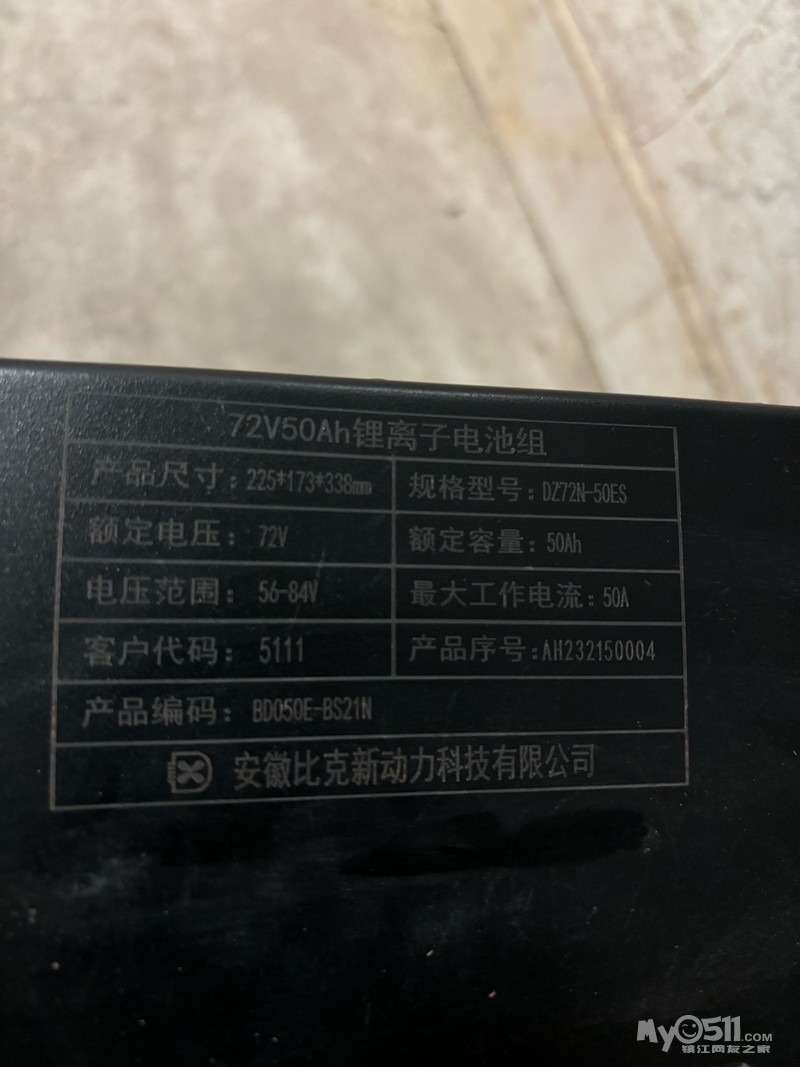 72V50Ah锂离子电池组
产品尺寸：225*173*338mm 规格型号：DZ72N-50ES
额定电压：72V 额定容量：50Ah
电压范围：56-84V 最大工作电流：50A
客户代码：5111 产品序号：AH232150004
产品编码：BD050E-BS21N
安徽比克新动力科技有限公司
My0511.COM
镇江网友之家